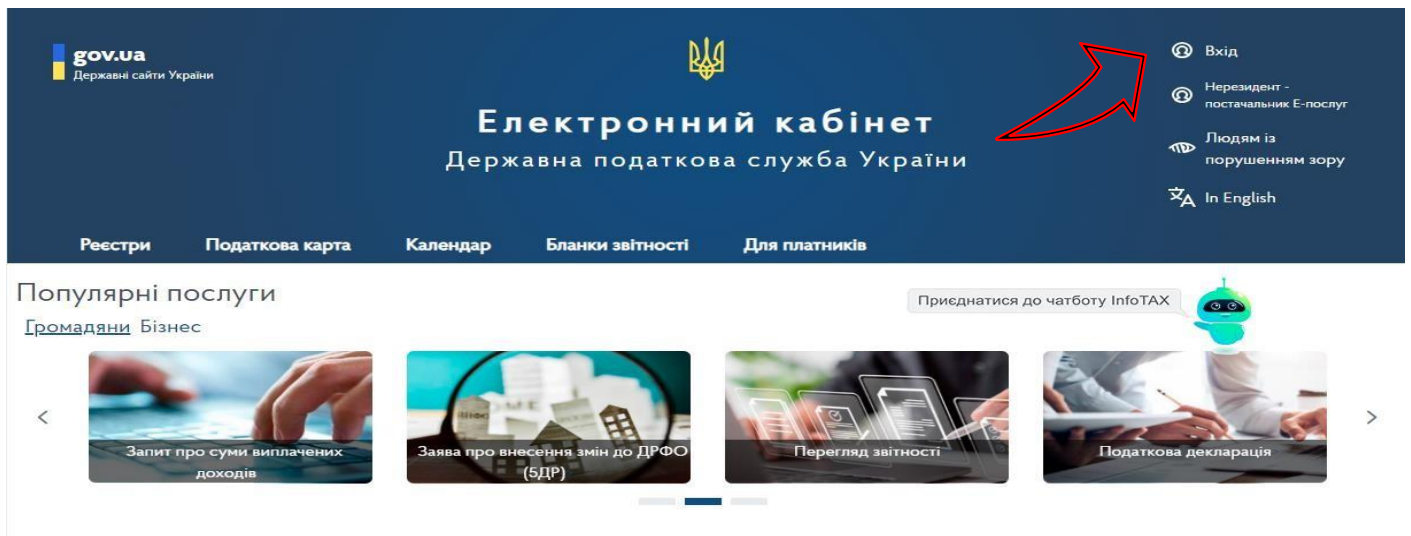 gov.ua
Державні сайти України
Електронний кабінет
Державна податкова служба України
Вхід
Нерезидент -
постачальник Е-послуг
Людям із
порушенням зору
In English
Реєстри Податкова карта Календар Бланки звітності Для платників
Популярні послуги
Приєднатися до чатботу InfoTAX
Громадяни Бізнес
Запит про суми виплачених
доходів
Заява про внесення змін до ДРФО
(5ДР)
Перегляд звітності
Податкова декларація